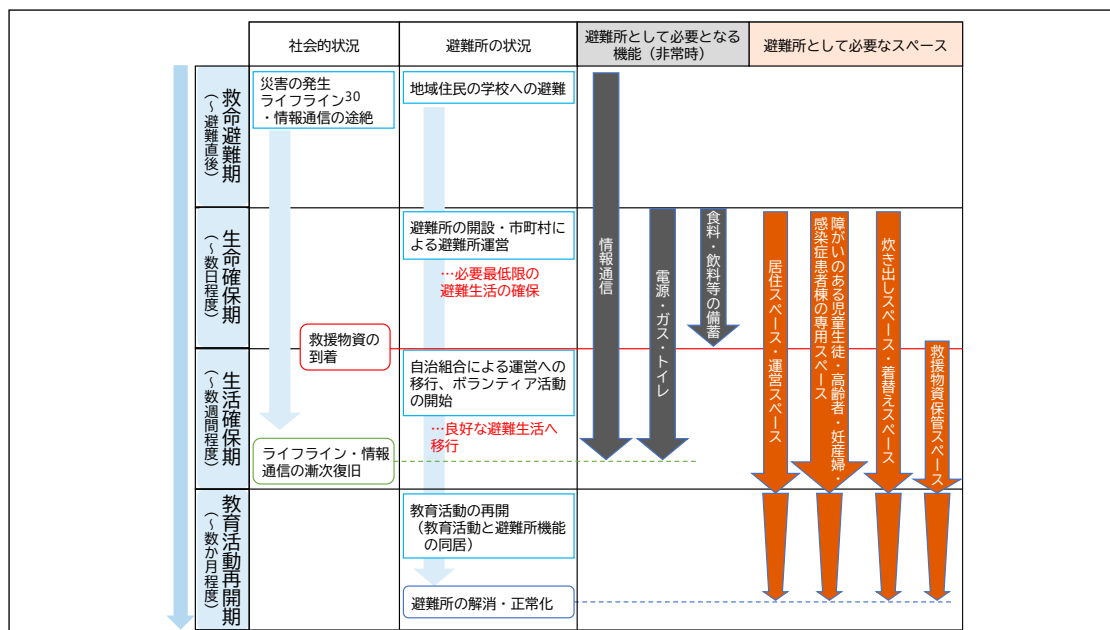 社会的状況
避難所の状況
避難所として必要となる
機能（非常時）
避難所として必要なスペース
救命避難期
（～避難直後）
災害の発生
ライフライン30
・情報通信の途絶
地域住民の学校への避難
生命確保期
（～数日程度）
避難所の開設・市町村に
よる避難所運営
…必要最低限の
避難生活の確保
救援物資の
到着
生活確保期
（～数週間程度）
自治組合による運営への
移行、ボランティア活動
の開始
…良好な避難生活へ
移行
ライフライン・情報
通信の漸次復旧
教育活動再開期
（～数か月程度）
教育活動の再開
（教育活動と避難所機能
の同居）
避難所の解消・正常化
情報通信
電源・ガス・トイレ
食料・飲料等の備蓄
居住スペース・運営スペース
障がいのある児童生徒・高齢者・妊産婦・
感染症患者棟の専用スペース
炊き出しスペース・着替えスペース
救援物資保管スペース